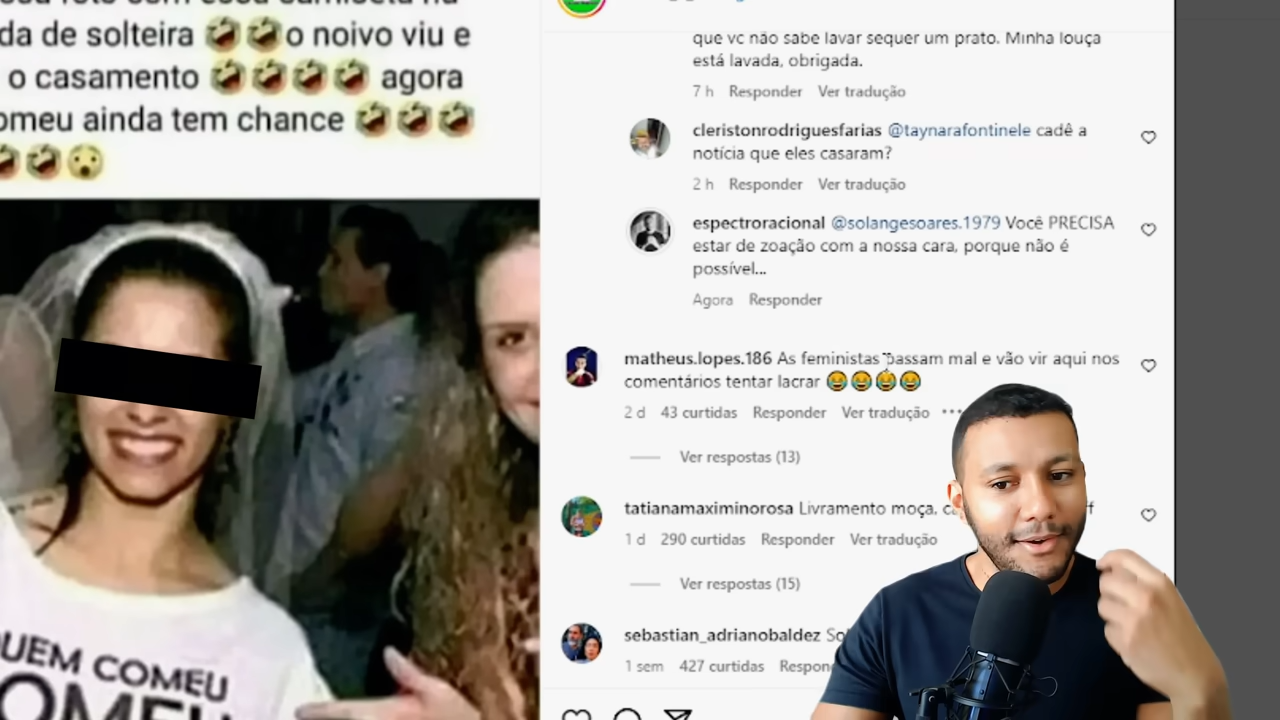 da de solteira 🤣🤣o noivo viu e
o casamento 🤣🤣🤣🤣 agora
omeu ainda tem chance 🤣🤣🤣
🤣🤣😧
UEM COMEU
que vc não sabe lavar sequer um prato. Minha louça
está lavada, obrigada.
7 h Responder Ver tradução
cleristonrodriguesfarias @taynarafontinele cadê a
notícia que eles casaram?
2 h Responder Ver tradução
espectroracional @solangesoares.1979 Você PRECISA
estar de zoação com a nossa cara, porque não é
possível...
Agora Responder
matheus.lopes.186 As feministas passam mal e vão vir aqui nos
comentários tentar lacrar 😂😂😂😂
2 d 43 curtidas Responder Ver tradução •••
Ver respostas (13)
tatianamaximinorosa Livramento moça.
1 d 290 curtidas Responder Ver tradução
Ver respostas (15)
sebastian_adrianobaldez
1 sem 427 curtidas Respon